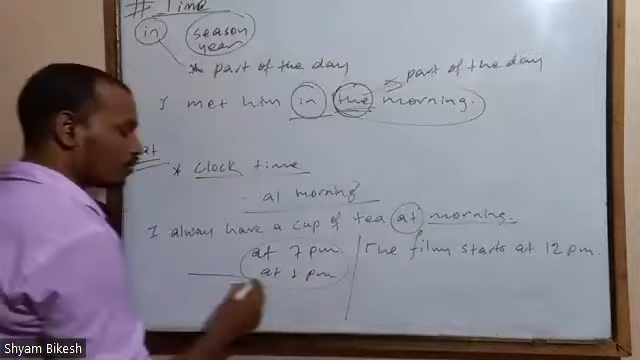 # Time
in season
year
* part of the day
part of the day
I met him in the morning.
at
* clock time
at morning
I alway have a cup of tea at morning.
at 7 pm
The film starts at 12 pm.
at 1 pm
Shyam Bikesh